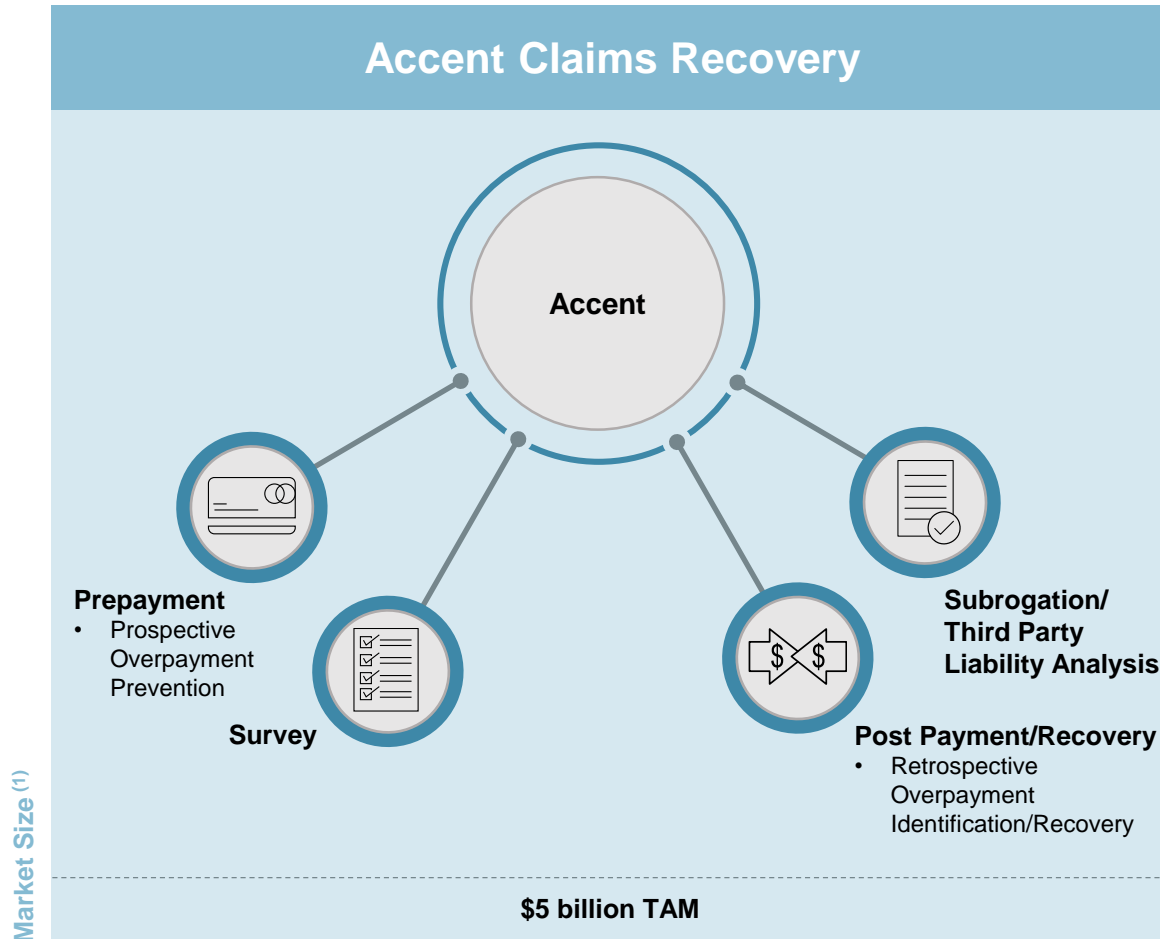 Accent Claims Recovery
Accent
Prepayment
• Prospective
Overpayment
Prevention
Survey
Subrogation/
Third Party
Liability Analysis
Post Payment/Recovery
• Retrospective
Overpayment
Identification/Recovery
$ $
Market Size (1)
$5 billion TAM